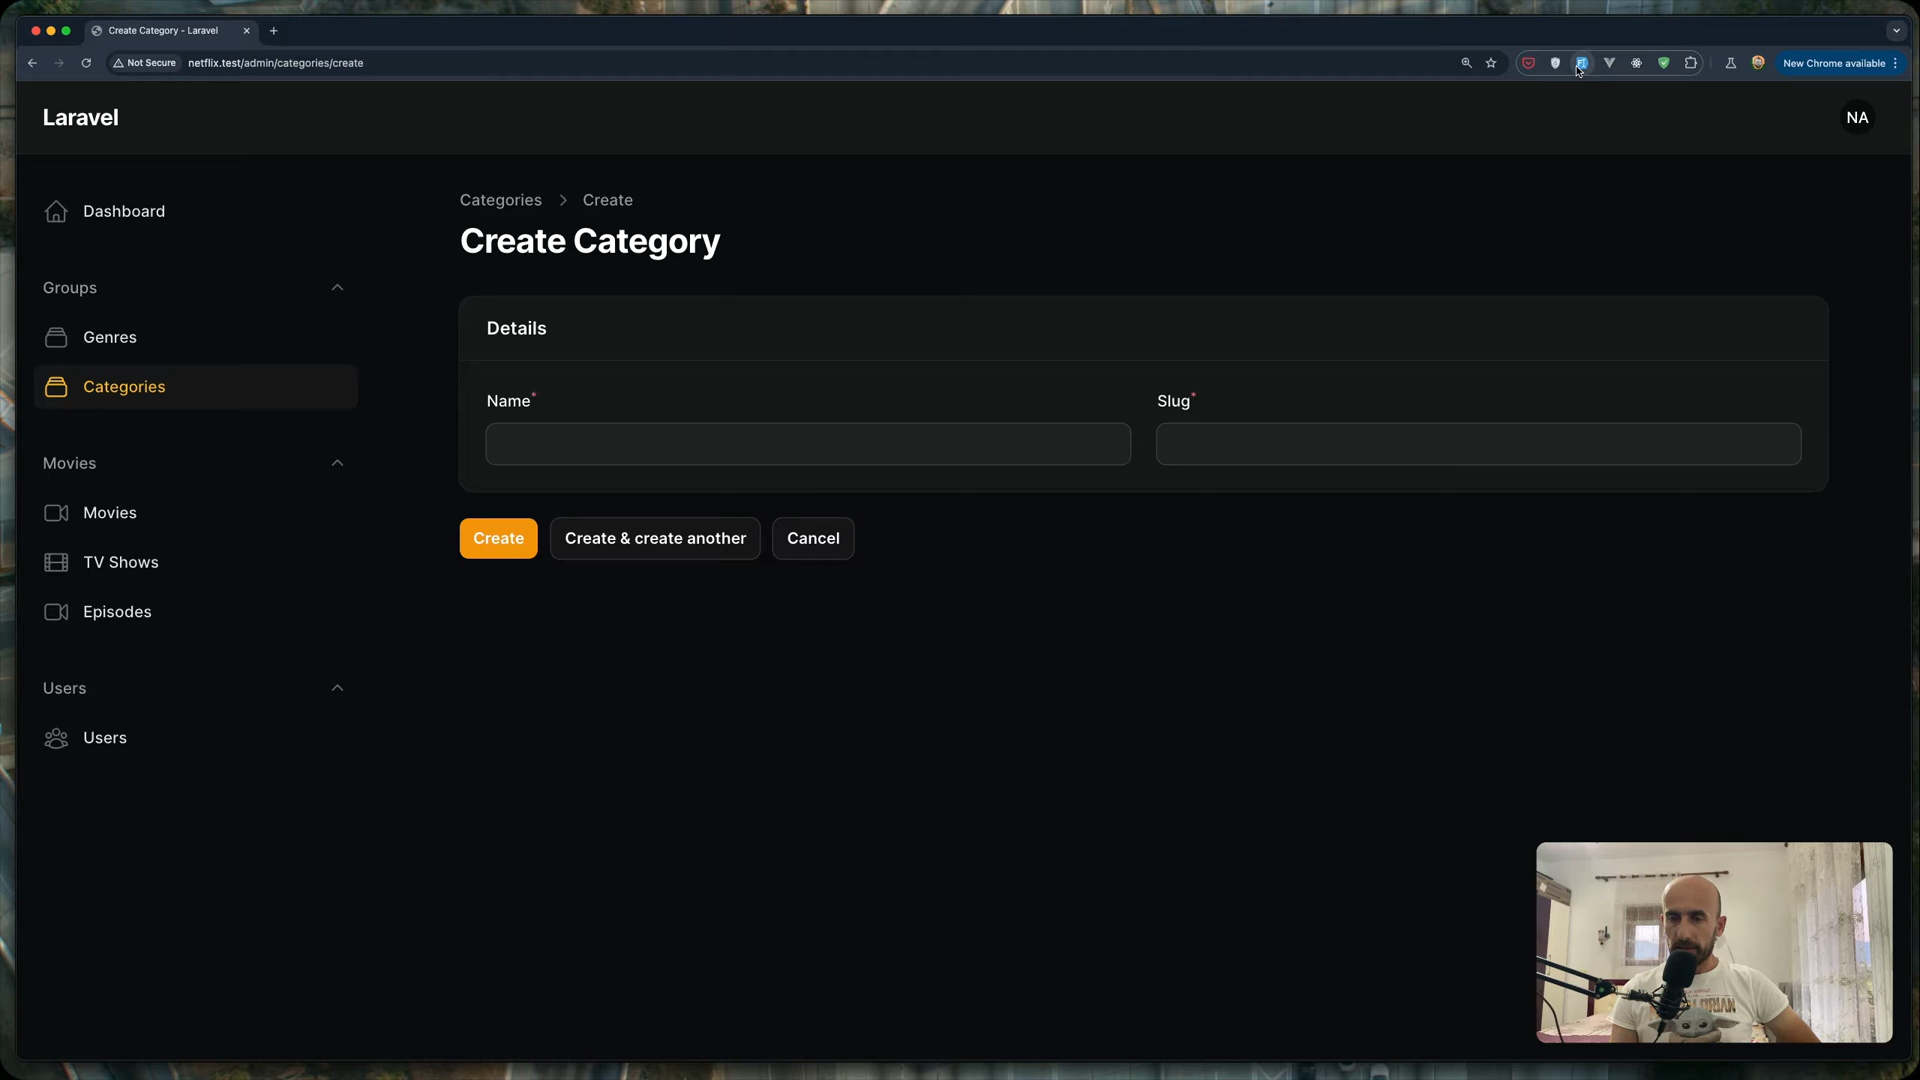 Create Category - Laravel
Not Secure
netflix.test/admin/categories/create
New Chrome available
Laravel
NA
Dashboard
Groups
Genres
Categories
Movies
Movies
TV Shows
Episodes
Users
Users
Categories > Create
Create Category
Details
Name*
Slug*
Create
Create & create another
Cancel